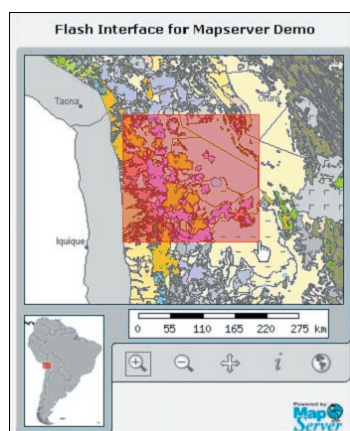 Flash Interface for Mapserver Demo
Tacna
Oruro
Iquique
0 55 110 165 220 275 km
i
Powered by
Map
Server